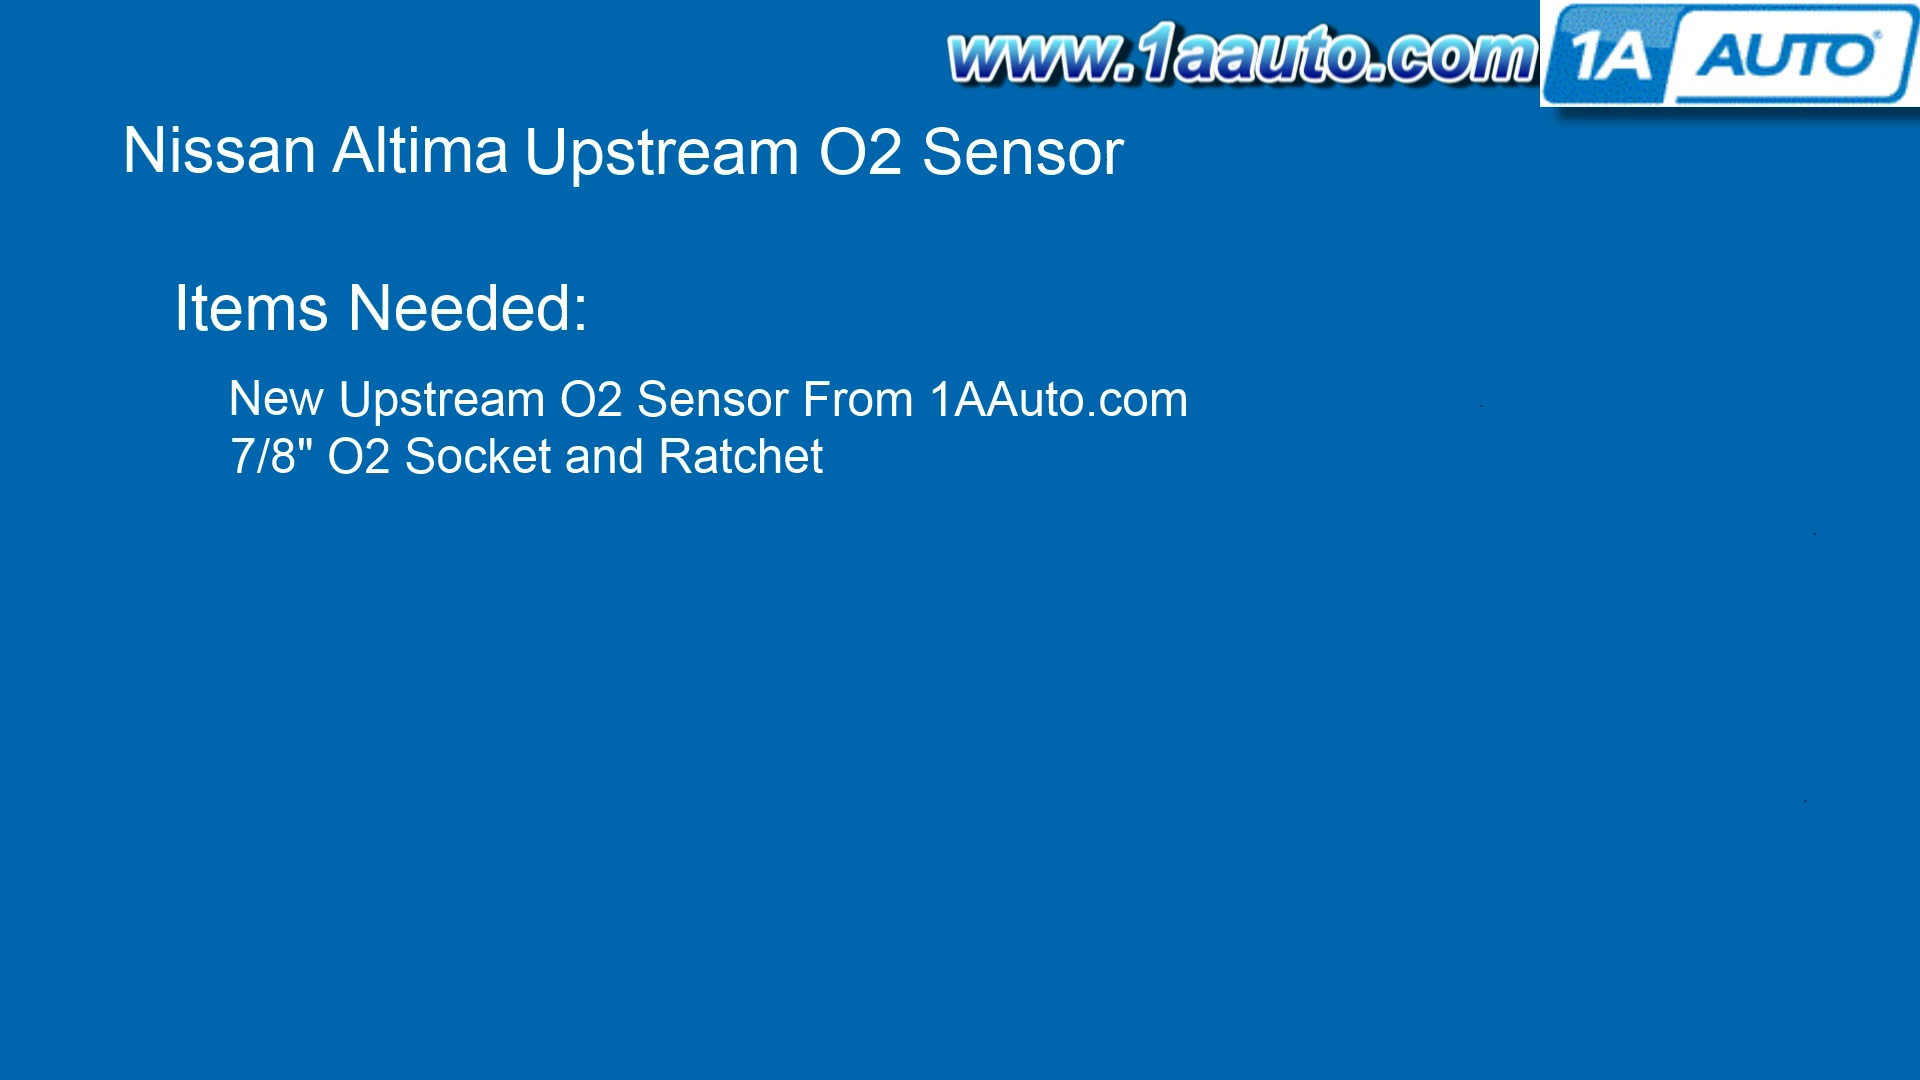 www.1aauto.com 1A AUTO®
Nissan Altima Upstream O2 Sensor
Items Needed:
New Upstream O2 Sensor From 1AAuto.com
7/8" O2 Socket and Ratchet